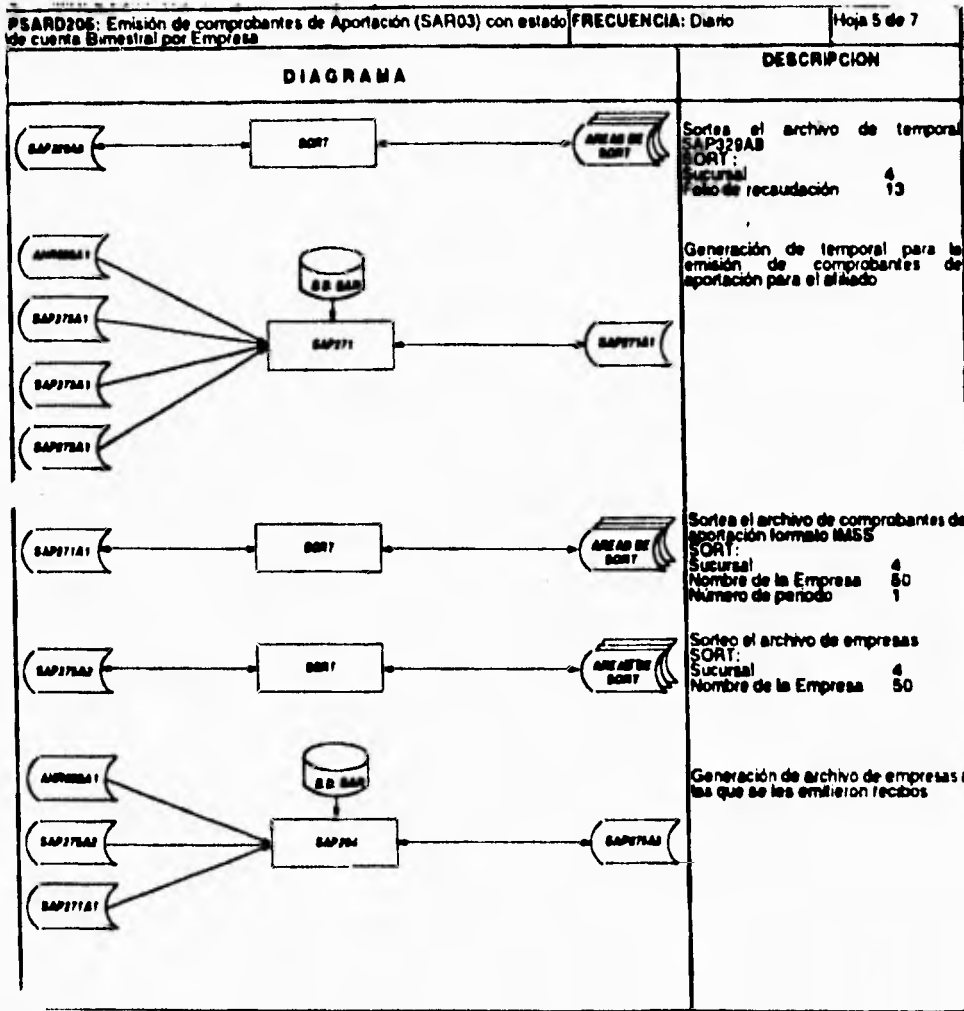 PSARD206: Emisión de comprobantes de Aportación (SAR03) con estado
de cuenta Bimestral por Empresa
FRECUENCIA: Diario
Hoja 5 de 7
DIAGRAMA
DESCRIPCION
SORT
AREAS DE
SORT
Sortea el archivo de temporal
SAP329AB
SORT:
Sucursal 4
Folio de recaudación 13
B.D. SAR
SAP275A1
SAP271
SAP273A1
Generación de temporal para la
emisión de comprobantes de
aportación para el afiliado
SAP271A1
SORT
AREAS DE
SORT
Sortea el archivo de comprobantes de
aportación formato IMSS
SORT:
Sucursal 4
Nombre de la Empresa 50
Número de periodo 1
SAP275A2
SORT
AREAS DE
SORT
Sorteo el archivo de empresas
SORT:
Sucursal 4
Nombre de la Empresa 50
B.D. SAR
SAP275A2
SAP204
SAP271A1
Generación de archivo de empresas a
las que se les emitieron recibos